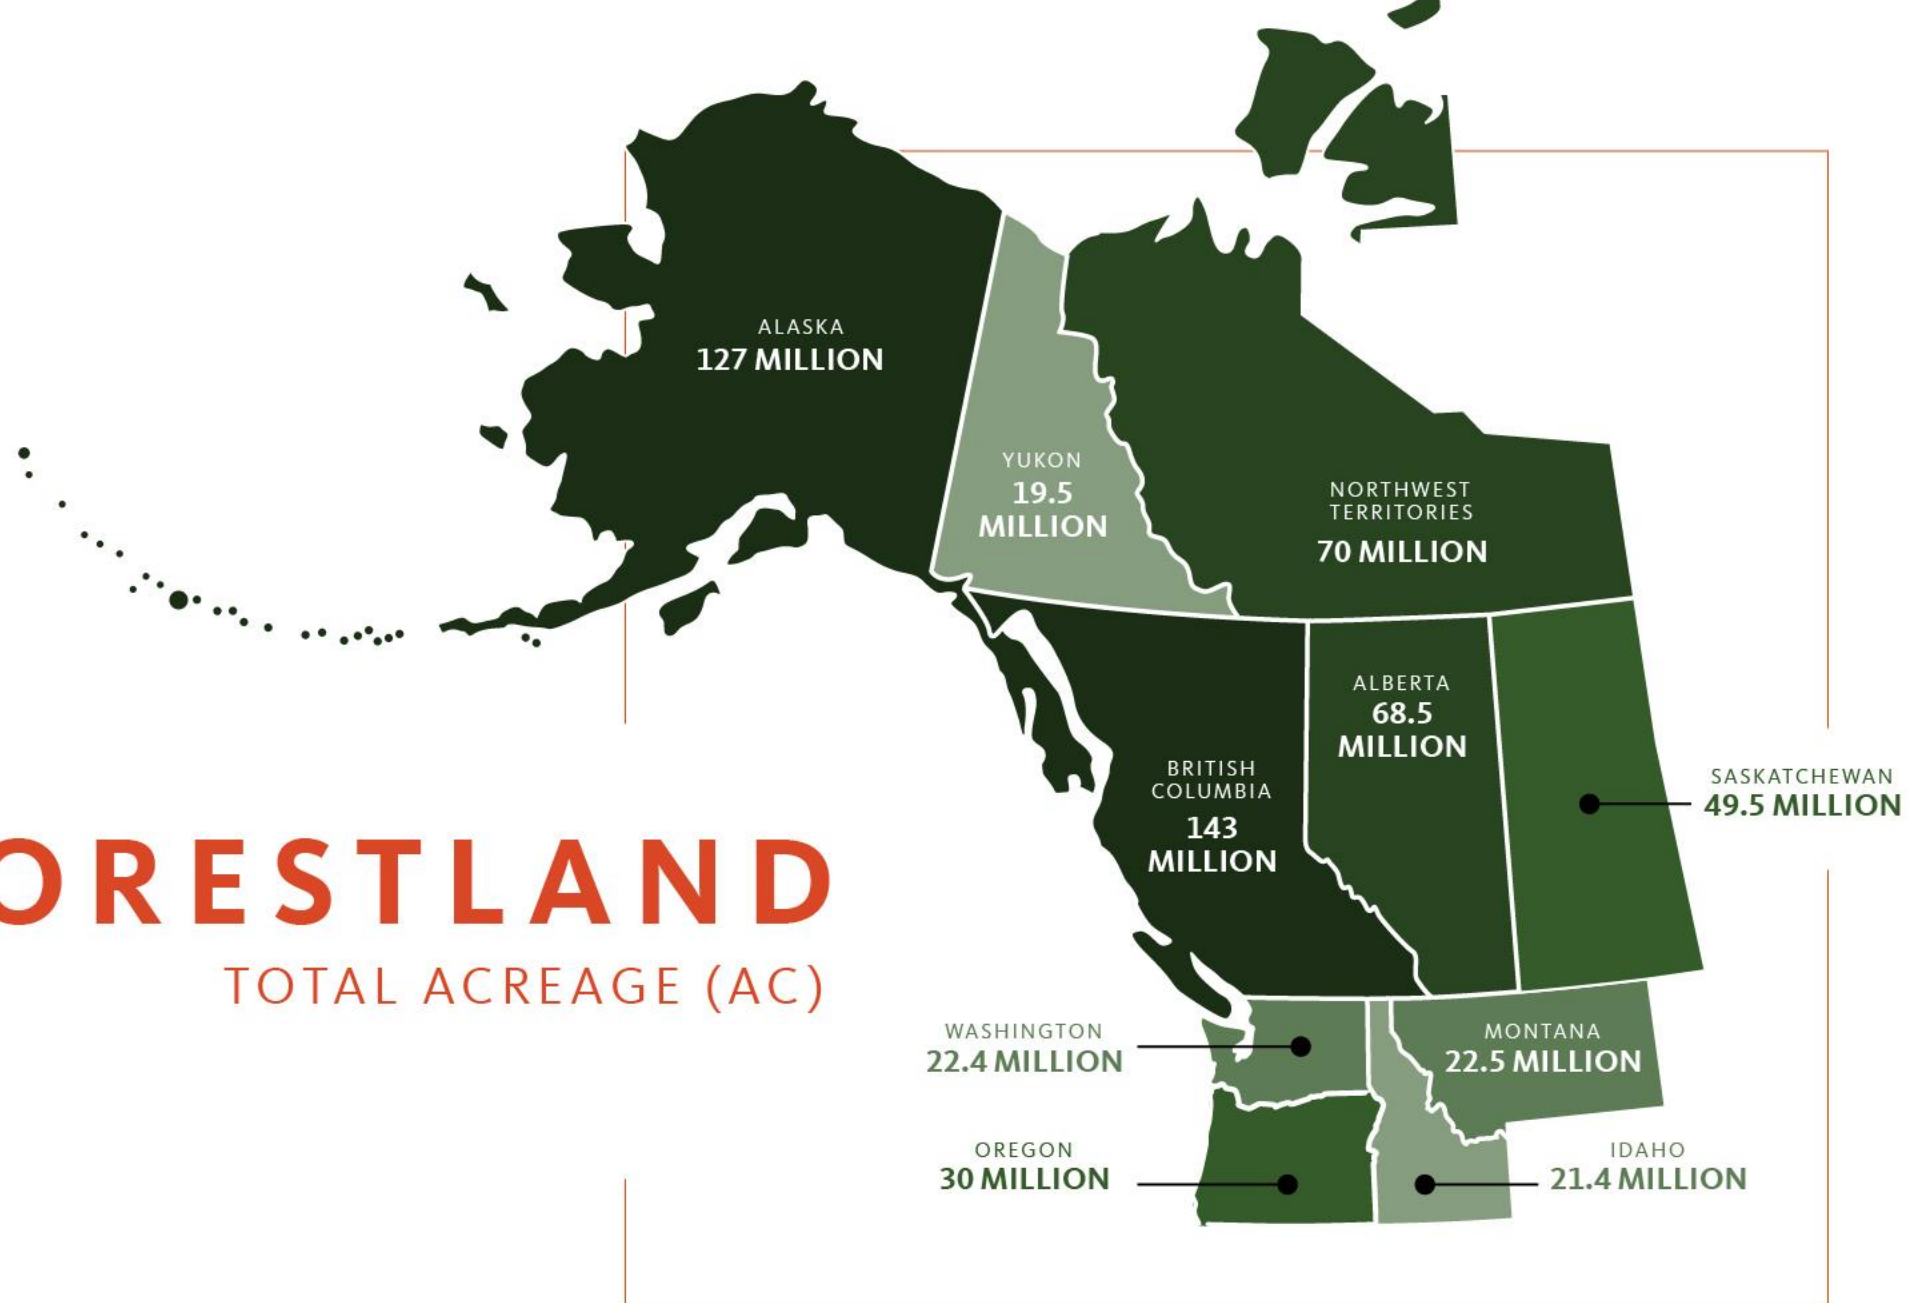 ALASKA
127 MILLION
YUKON
19.5
MILLION
NORTHWEST
TERRITORIES
70 MILLION
ALBERTA
68.5
MILLION
BRITISH
COLUMBIA
143
MILLION
SASKATCHEWAN
49.5 MILLION
ORESTLAND
TOTAL ACREAGE (AC)
WASHINGTON
22.4 MILLION
MONTANA
22.5 MILLION
OREGON
30 MILLION
IDAHO
21.4 MILLION